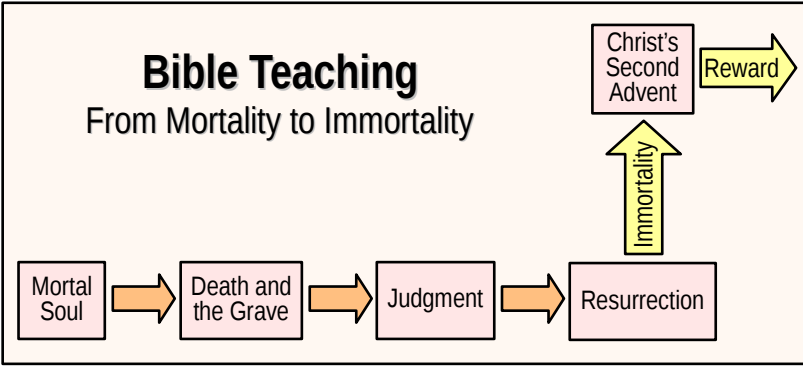 Bible Teaching
From Mortality to Immortality
Christ's
Second
Advent
Reward
Immortality
Mortal
Soul
Death and
the Grave
Judgment
Resurrection